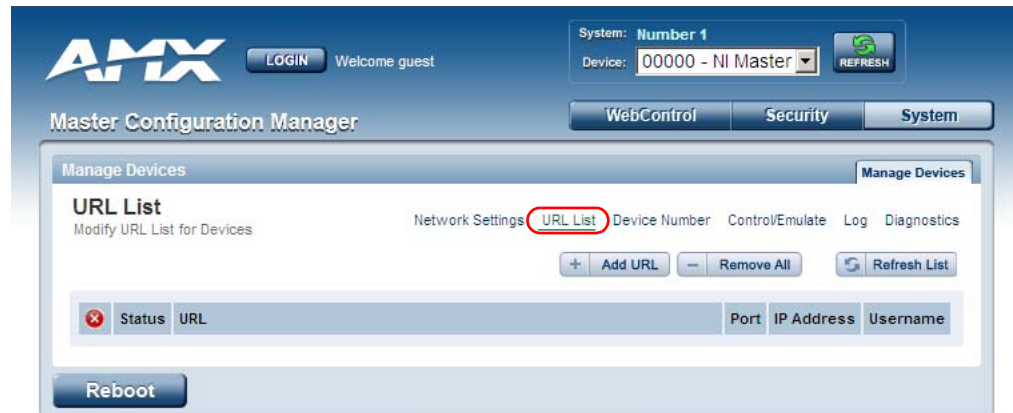 AMX LOGIN Welcome guest
System: Number 1
Device: 00000 - NI Master REFRESH
Master Configuration Manager
WebControl Security System
Manage Devices Manage Devices
URL List
Modify URL List for Devices
Network Settings URL List Device Number Control/Emulate Log Diagnostics
+ Add URL – Remove All Refresh List
Status URL Port IP Address Username
Reboot